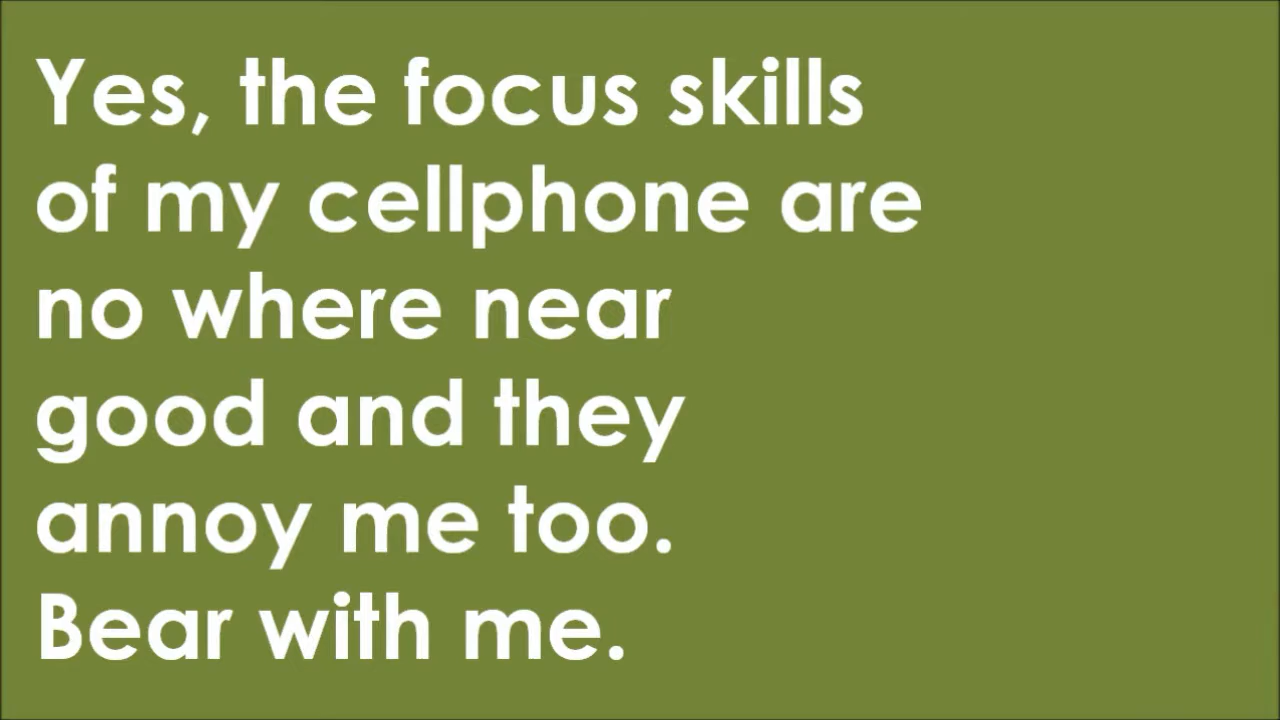 Yes, the focus skills
of my cellphone are
no where near
good and they
annoy me too.
Bear with me.